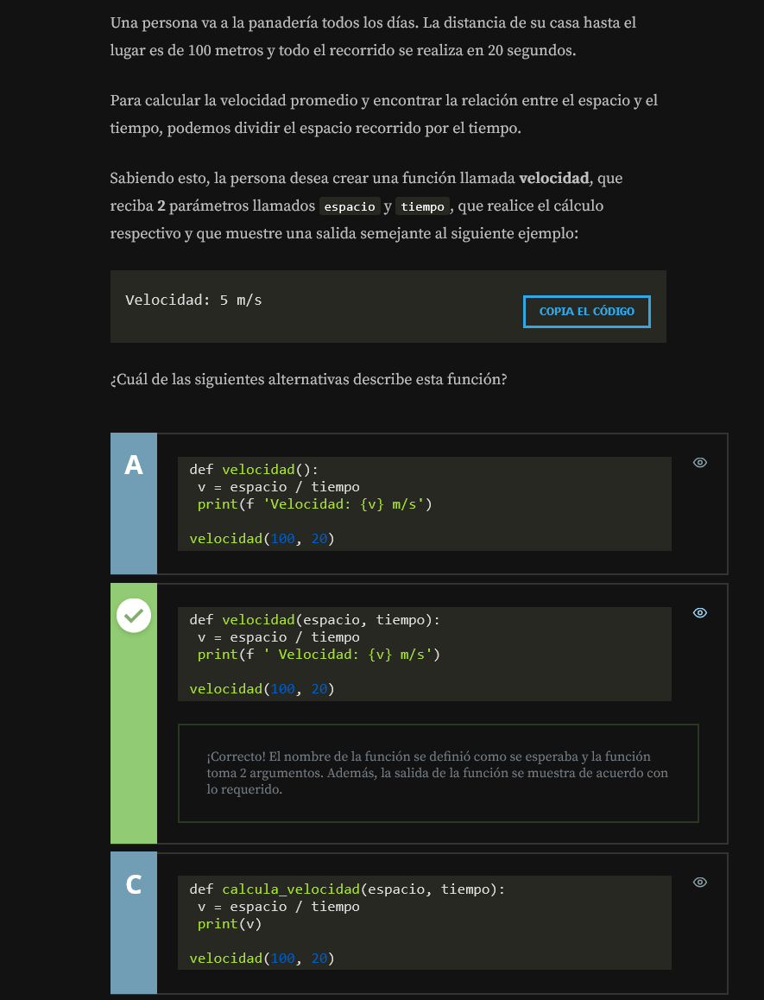 Una persona va a la panadería todos los días. La distancia de su casa hasta el
lugar es de 100 metros y todo el recorrido se realiza en 20 segundos.
Para calcular la velocidad promedio y encontrar la relación entre el espacio y el
tiempo, podemos dividir el espacio recorrido por el tiempo.
Sabiendo esto, la persona desea crear una función llamada velocidad, que
reciba 2 parámetros llamados espacio y tiempo, que realice el cálculo
respectivo y que muestre una salida semejante al siguiente ejemplo:
Velocidad: 5 m/s
COPIA EL CÓDIGO
¿Cuál de las siguientes alternativas describe esta función?
A
def velocidad():
 v = espacio / tiempo
 print(f 'Velocidad: {v} m/s')
velocidad(100, 20)
def velocidad(espacio, tiempo):
 v = espacio / tiempo
 print(f ' Velocidad: {v} m/s')
velocidad(100, 20)
¡Correcto! El nombre de la función se definió como se esperaba y la función
toma 2 argumentos. Además, la salida de la función se muestra de acuerdo con
lo requerido.
C
def calcula_velocidad(espacio, tiempo):
 v = espacio / tiempo
 print(v)
velocidad(100, 20)